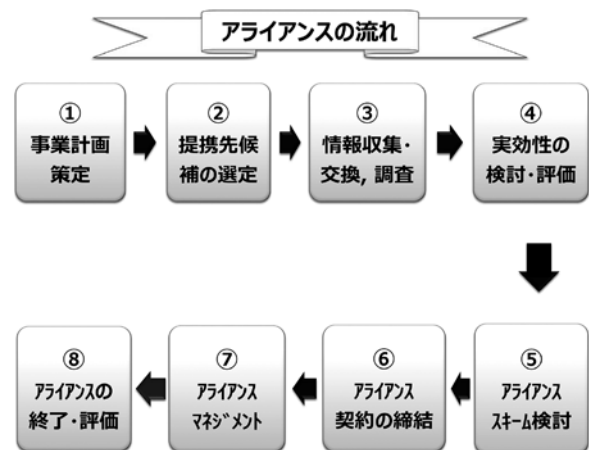 アライアンスの流れ
①
事業計画
策定
②
提携先候
補の選定
③
情報収集・
交換, 調査
④
実効性の
検討・評価
⑤
ｱﾗｲｱﾝｽ
ｽｷｰﾑ検討
⑥
ｱﾗｲｱﾝｽ
契約の締結
⑦
ｱﾗｲｱﾝｽ
ﾏﾈｼﾞﾒﾝﾄ
⑧
ｱﾗｲｱﾝｽの
終了・評価